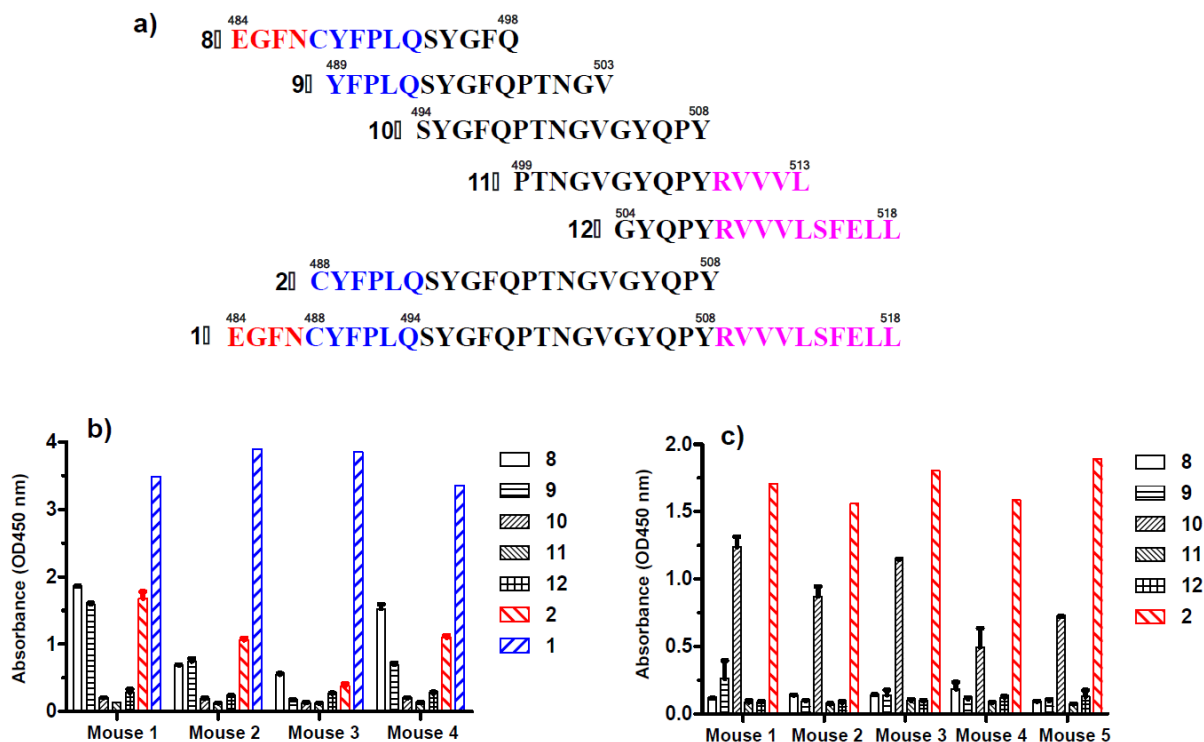 a)
484 498
8▯ EGFNCYFPLQSYGFQ
489 503
9▯ YFPLQSYGFQPTNGV
494 508
10▯ SYGFQPTNGVGYQPY
499 513
11▯ PTNGVGYQPYRVVVL
504 518
12▯ GYQPYRVVVLSFELL
488 508
2▯ CYFPLQSYGFQPTNGVGYQPY
484 488 494 508 518
1▯ EGFNCYFPLQSYGFQPTNGVGYQPYRVVVLSFELL
b)
Absorbance (OD450 nm)
4
3
2
1
0
Mouse 1 Mouse 2 Mouse 3 Mouse 4
8
9
10
11
12
2
1
c)
Absorbance (OD450 nm)
2.0
1.5
1.0
0.5
0.0
Mouse 1 Mouse 2 Mouse 3 Mouse 4 Mouse 5
8
9
10
11
12
2